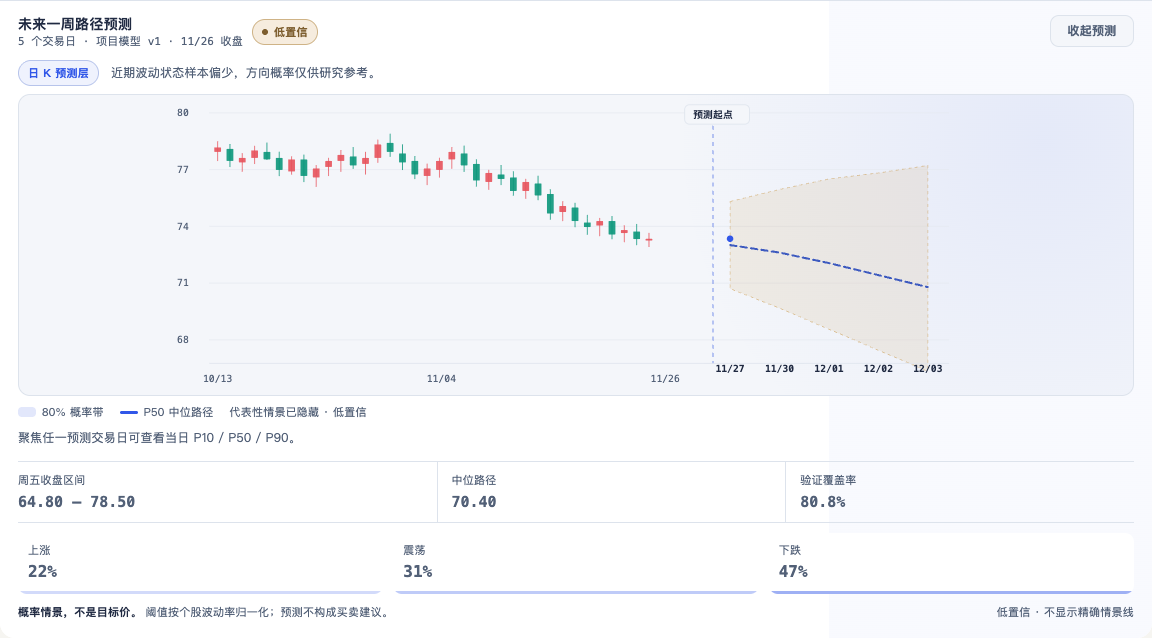 未来一周路径预测
5 个交易日 · 项目模型 v1 · 11/26 收盘
低置信
收起预测
日 K 预测层
近期波动状态样本偏少，方向概率仅供研究参考。
80
77
74
71
68
预测起点
10/13
11/04
11/26
11/27
11/30
12/01
12/02
12/03
80% 概率带
P50 中位路径
代表性情景已隐藏 · 低置信
聚焦任一预测交易日可查看当日 P10 / P50 / P90。
周五收盘区间
64.80 — 78.50
中位路径
70.40
验证覆盖率
80.8%
上涨
22%
震荡
31%
下跌
47%
概率情景，不是目标价。 阈值按个股波动率归一化；预测不构成买卖建议。
低置信 · 不显示精确情景线